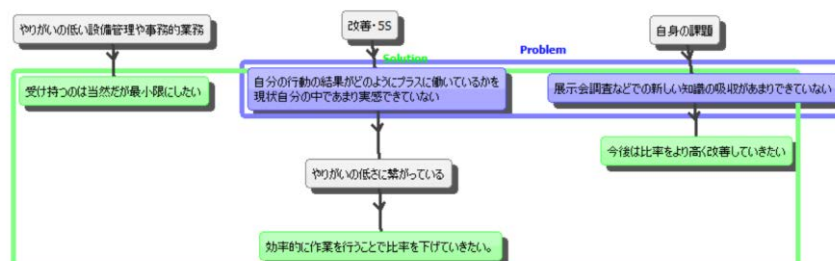 やりがいの低い設備管理や事務的業務
改善・5S
自身の課題
Solution
Problem
受け持つのは当然だが最小限にしたい
自分の行動の結果がどのようにプラスに働いているかを
現状自分の中であまり実感できていない
展示会調査などでの新しい知識の吸収があまりできていない
やりがいの低さに繋がっている
今後は比率をより高く改善していきたい
効率的に作業を行うことで比率を下げていきたい。